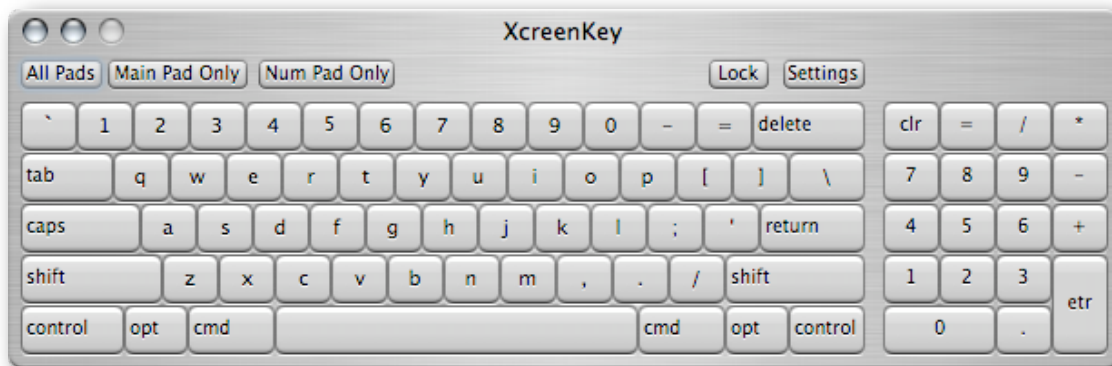 XcreenKey
All Pads Main Pad Only Num Pad Only Lock Settings
` 1 2 3 4 5 6 7 8 9 0 - = delete clr = / *
tab q w e r t y u i o p [ ] \ 7 8 9 -
caps a s d f g h j k l ; ' return 4 5 6 +
shift z x c v b n m , . / shift 1 2 3 etr
control opt cmd cmd opt control 0 .